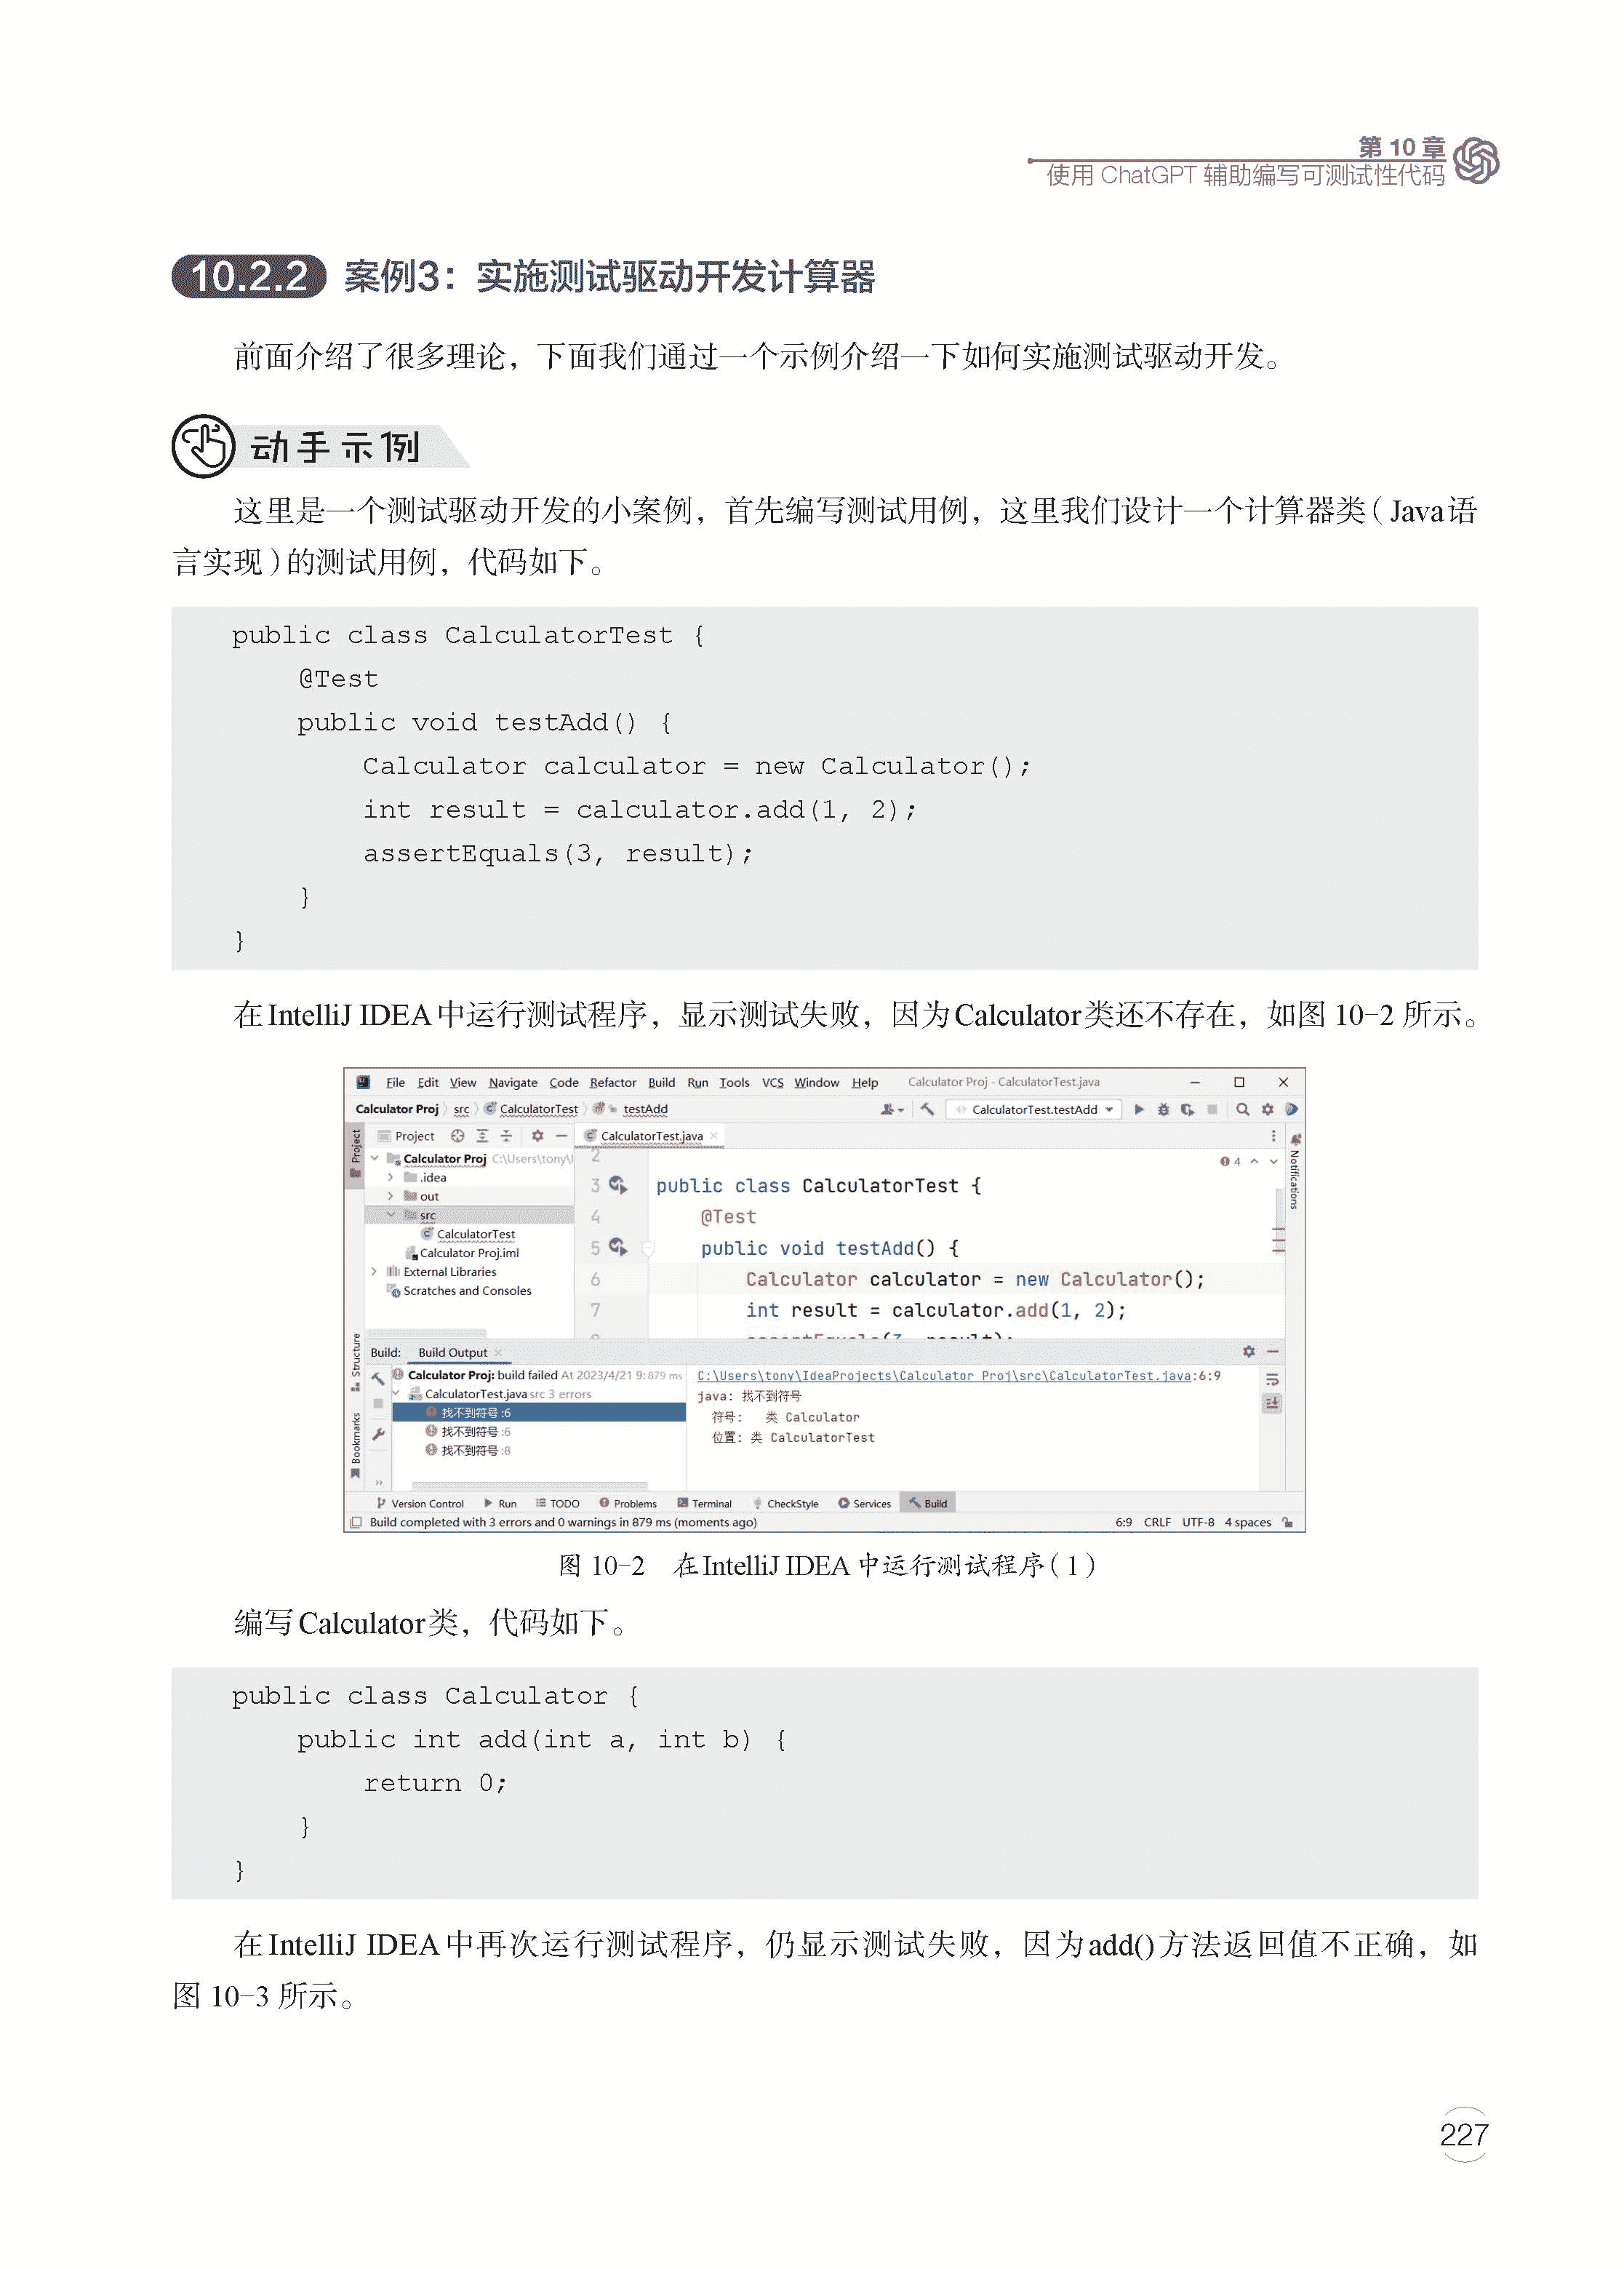 第 10 章
使用 ChatGPT 辅助编写可测试性代码
10.2.2 案例3：实施测试驱动开发计算器
前面介绍了很多理论，下面我们通过一个示例介绍一下如何实施测试驱动开发。
动手示例
这里是一个测试驱动开发的小案例，首先编写测试用例，这里我们设计一个计算器类（Java语
言实现）的测试用例，代码如下。
public class CalculatorTest {
    @Test
    public void testAdd() {
        Calculator calculator = new Calculator();
        int result = calculator.add(1, 2);
        assertEquals(3, result);
    }
}
在IntelliJ IDEA中运行测试程序，显示测试失败，因为Calculator类还不存在，如图 10-2 所示。
File Edit View Navigate Code Refactor Build Run Tools VCS Window Help Calculator Proj - CalculatorTest.java
Calculator Proj src CalculatorTest testAdd CalculatorTest.testAdd
Project Project CalculatorTest.java
Calculator Proj C:\Users\tony\I 2 4
.idea
out 3 public class CalculatorTest {
src 4 @Test
CalculatorTest 5 public void testAdd() {
Calculator Proj.iml
External Libraries 6 Calculator calculator = new Calculator();
Scratches and Consoles
7 int result = calculator.add(1, 2);
Notifications
Structure
Bookmarks
Build: Build Output
Calculator Proj: build failed At 2023/4/21 9: 879 ms C:\Users\tony\IdeaProjects\Calculator Proj\src\CalculatorTest.java:6:9
CalculatorTest.java src 3 errors java: 找不到符号
找不到符号 :6 符号: 类 Calculator
找不到符号 :6 位置: 类 CalculatorTest
找不到符号 :8
Version Control Run TODO Problems Terminal CheckStyle Services Build
Build completed with 3 errors and 0 warnings in 879 ms (moments ago) 6:9 CRLF UTF-8 4 spaces
图 10-2 在IntelliJ IDEA 中运行测试程序（1）
编写Calculator类，代码如下。
public class Calculator {
    public int add(int a, int b) {
        return 0;
    }
}
在IntelliJ IDEA中再次运行测试程序，仍显示测试失败，因为add()方法返回值不正确，如
图 10-3 所示。
227